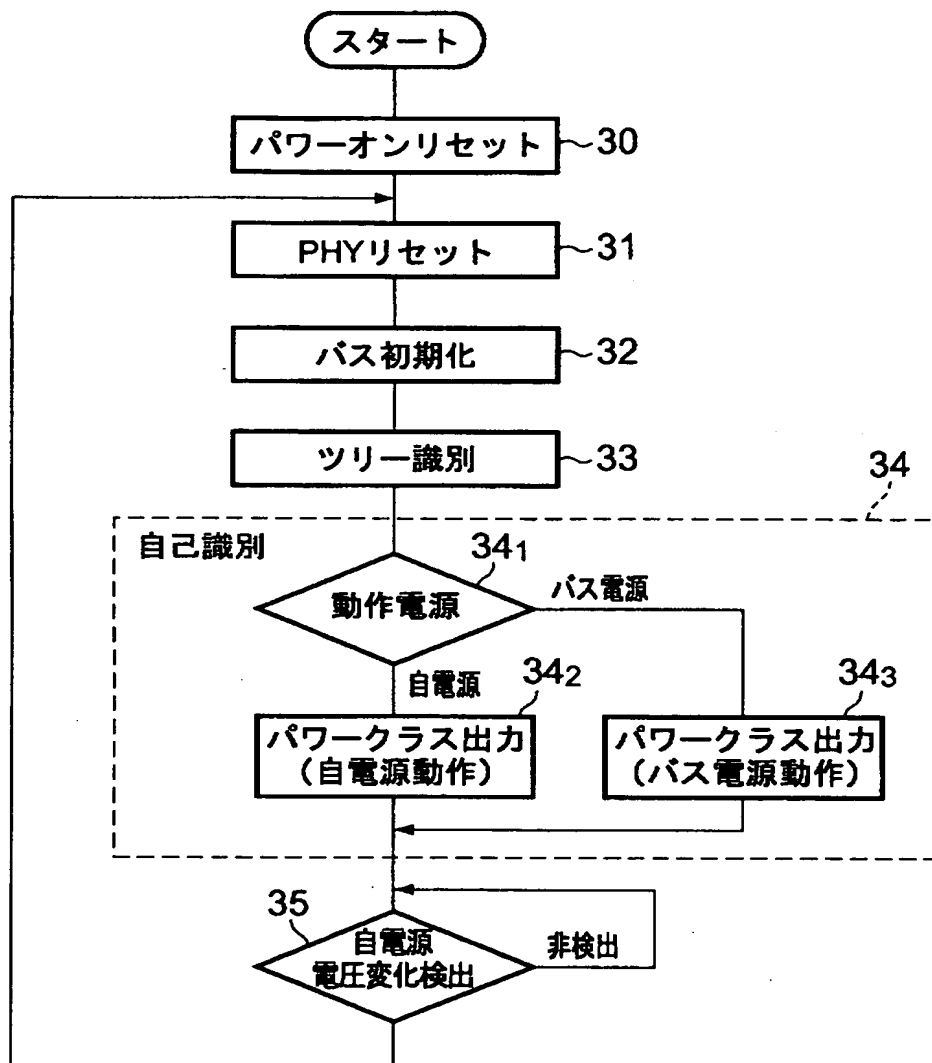 スタート
パワーオンリセット 30
PHYリセット 31
バス初期化 32
ツリー識別 33
34
自己識別
34₁
動作電源
バス電源
自電源
34₂
34₃
パワークラス出力
（自電源動作）
パワークラス出力
（バス電源動作）
35
自電源
電圧変化検出
非検出